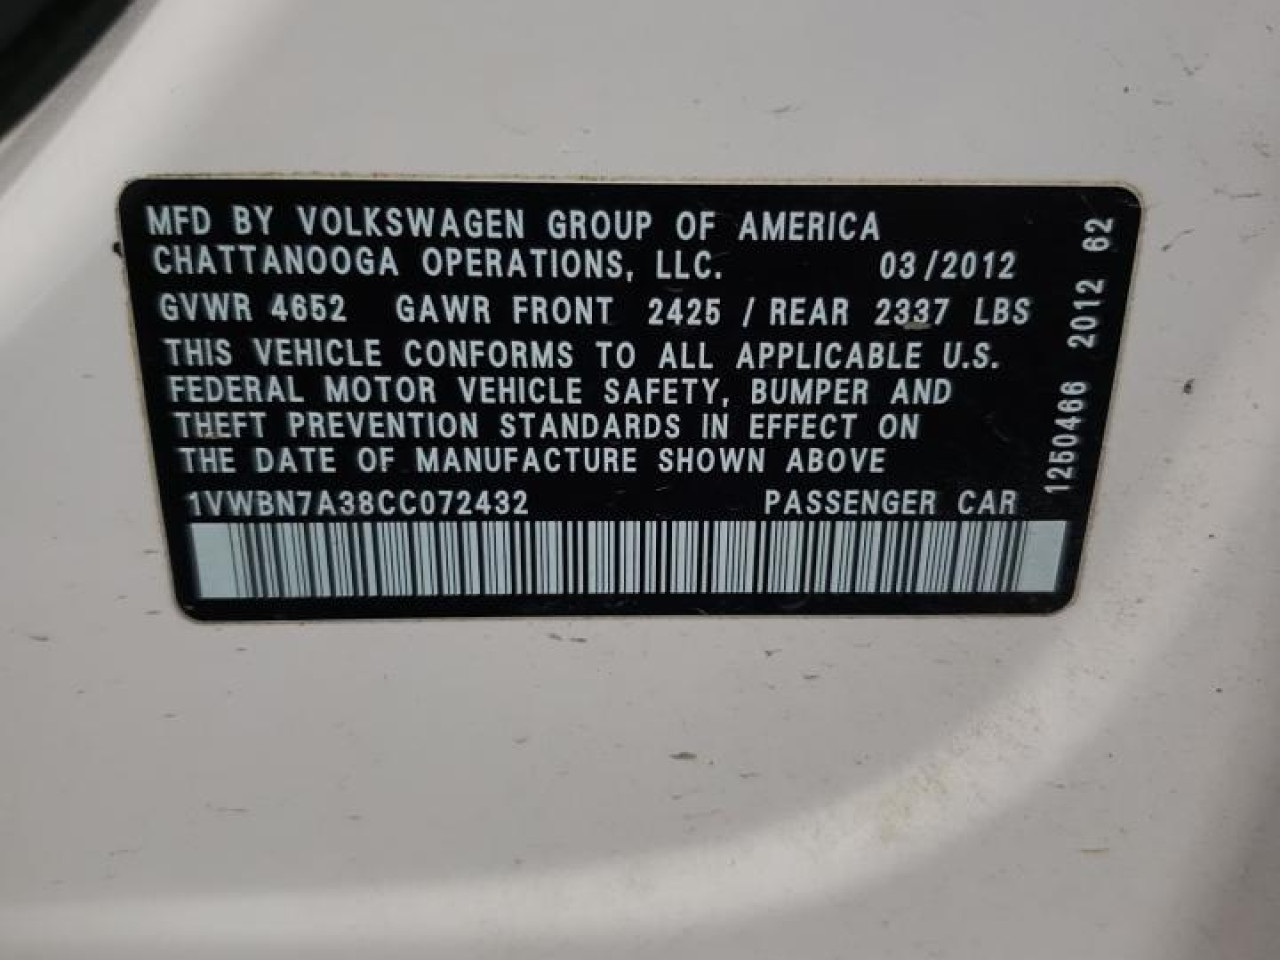 MFD BY VOLKSWAGEN GROUP OF AMERICA
CHATTANOOGA OPERATIONS, LLC. 03/2012
GVWR 4652 GAWR FRONT 2425 / REAR 2337 LBS
THIS VEHICLE CONFORMS TO ALL APPLICABLE U.S.
FEDERAL MOTOR VEHICLE SAFETY, BUMPER AND
THEFT PREVENTION STANDARDS IN EFFECT ON
THE DATE OF MANUFACTURE SHOWN ABOVE
1VWBN7A38CC072432 PASSENGER CAR
1250466 2012 62